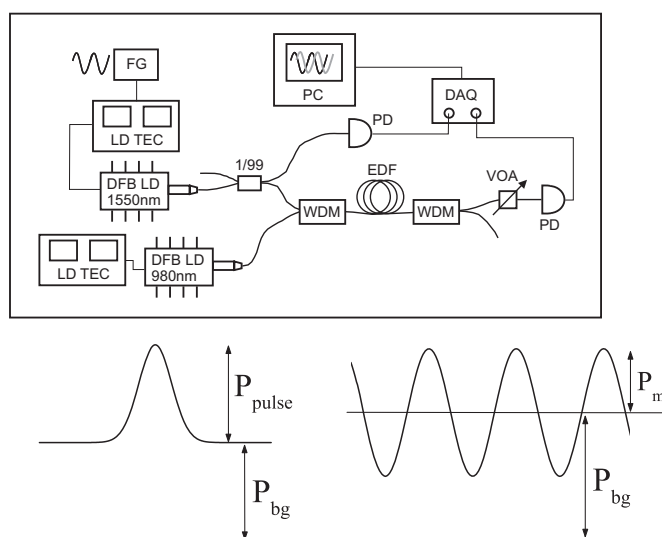 FG
LD TEC
DFB LD
1550nm
1/99
PC
DAQ
PD
EDF
VOA
WDM
WDM
PD
LD TEC
DFB LD
980nm
P pulse
P bg
P m
P bg